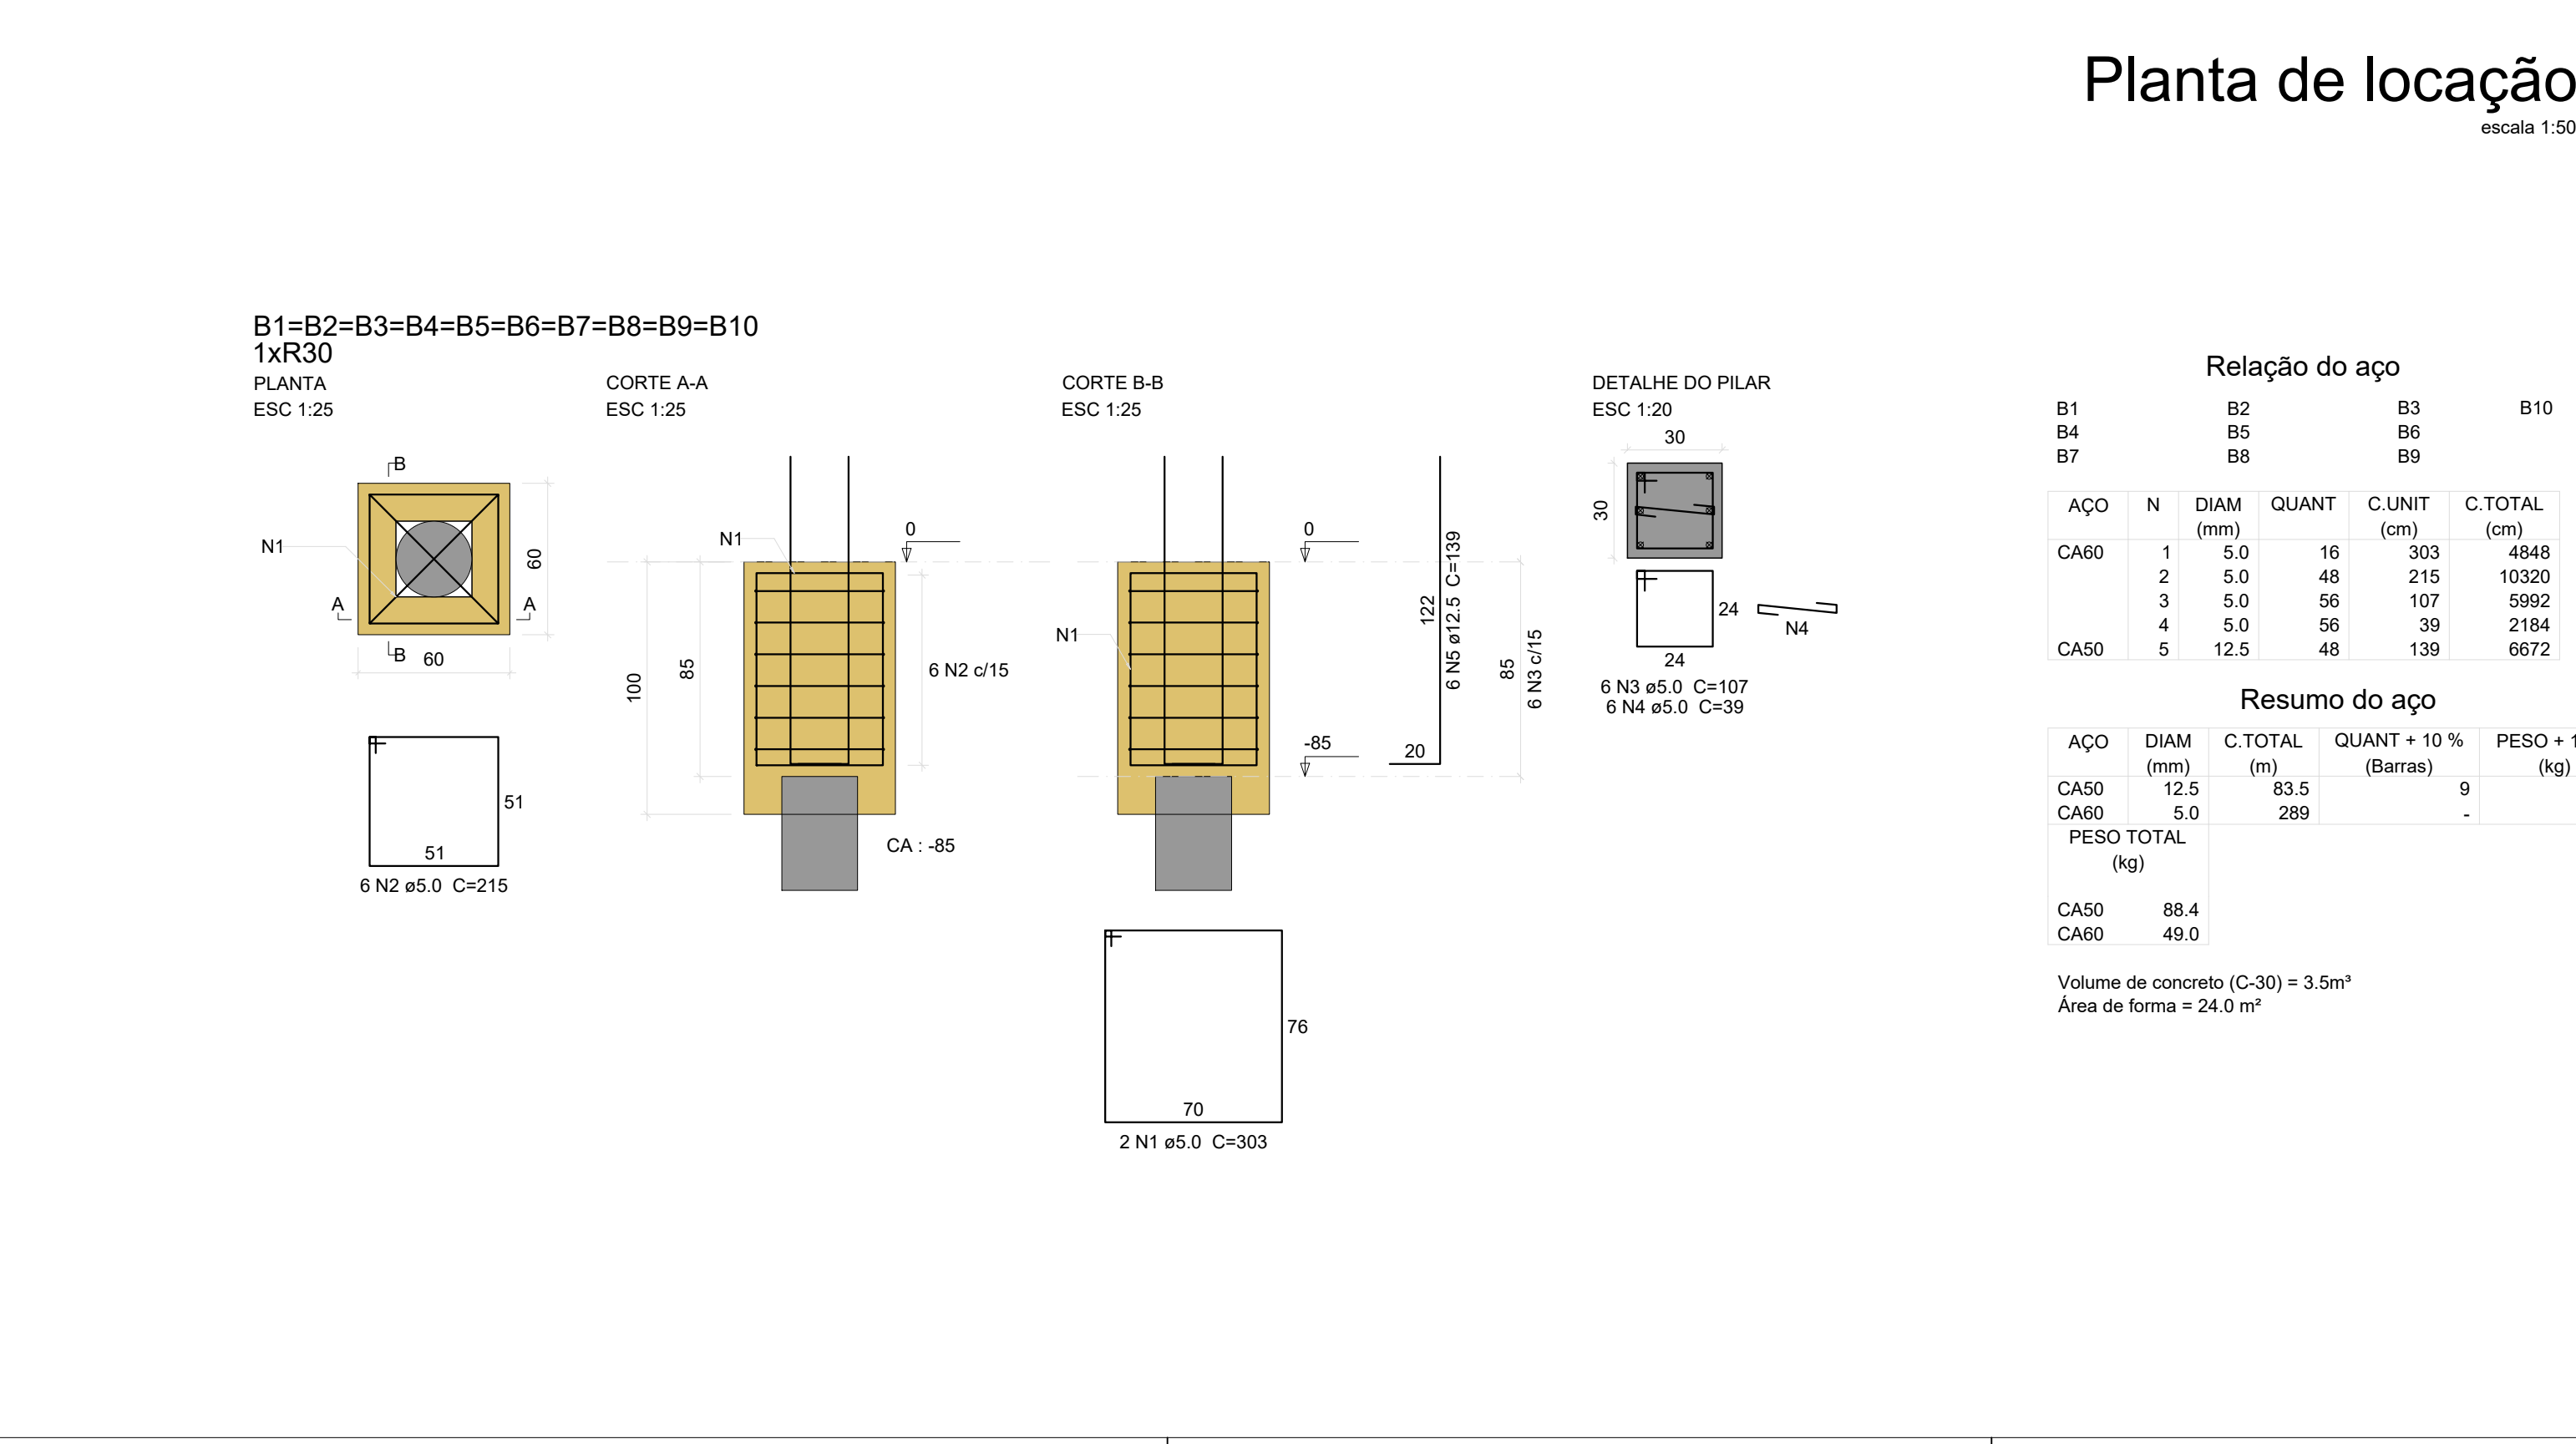 Planta de locação
escala 1:50
B1=B2=B3=B4=B5=B6=B7=B8=B9=B10
1xR30
PLANTA
ESC 1:25
B
N1
60
A
A
B
60
51
51
6 N2 ø5.0 C=215
CORTE A-A
ESC 1:25
N1
0
100
85
6 N2 c/15
CA : -85
CORTE B-B
ESC 1:25
0
N1
122
6 N5 ø12.5 C=139
85
6 N3 c/15
-85
20
76
70
2 N1 ø5.0 C=303
DETALHE DO PILAR
ESC 1:20
30
30
24
N4
24
6 N3 ø5.0 C=107
6 N4 ø5.0 C=39
Relação do aço
B1 B2 B3 B10
B4 B5 B6
B7 B8 B9
AÇO N DIAM QUANT C.UNIT C.TOTAL
(mm) (cm) (cm)
CA60 1 5.0 16 303 4848
2 5.0 48 215 10320
3 5.0 56 107 5992
4 5.0 56 39 2184
CA50 5 12.5 48 139 6672
Resumo do aço
AÇO DIAM C.TOTAL QUANT + 10 % PESO + 1
(mm) (m) (Barras) (kg)
CA50 12.5 83.5 9
CA60 5.0 289 -
PESO TOTAL
(kg)
CA50 88.4
CA60 49.0
Volume de concreto (C-30) = 3.5m³
Área de forma = 24.0 m²